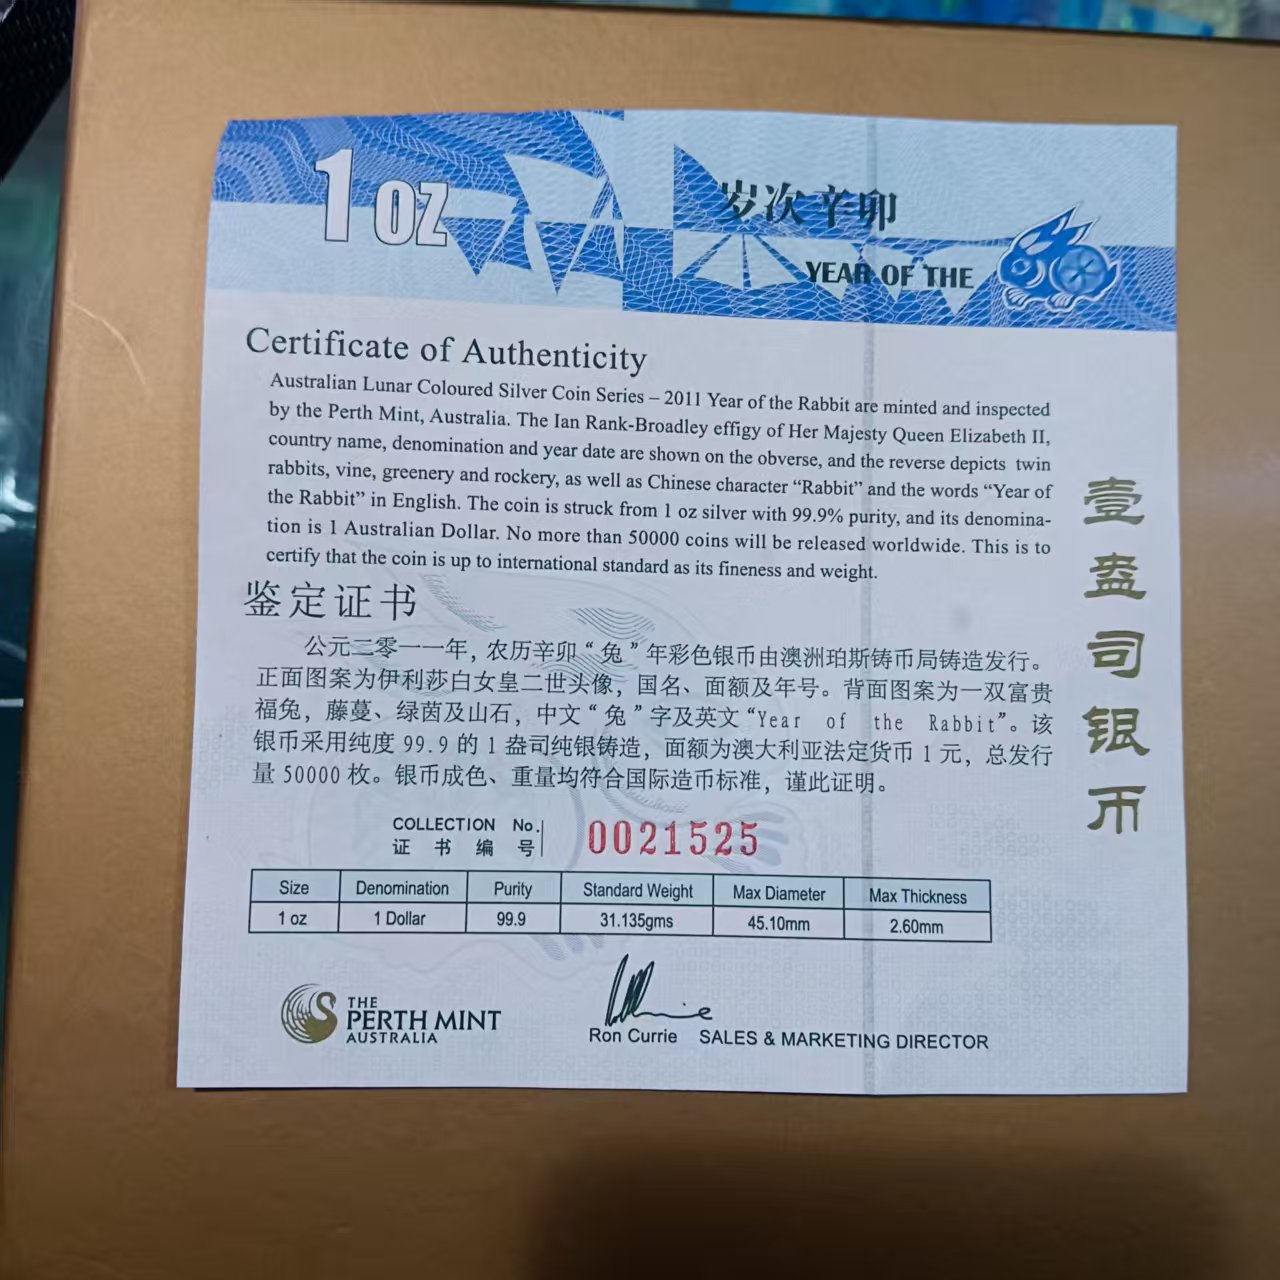 1 OZ
岁次辛卯
YEAR OF THE
Certificate of Authenticity
Australian Lunar Coloured Silver Coin Series – 2011 Year of the Rabbit are minted and inspected
by the Perth Mint, Australia. The Ian Rank-Broadley effigy of Her Majesty Queen Elizabeth II,
country name, denomination and year date are shown on the obverse, and the reverse depicts twin
rabbits, vine, greenery and rockery, as well as Chinese character “Rabbit” and the words “Year of
the Rabbit” in English. The coin is struck from 1 oz silver with 99.9% purity, and its denomina-
tion is 1 Australian Dollar. No more than 50000 coins will be released worldwide. This is to
certify that the coin is up to international standard as its fineness and weight.
鉴定证书
公元二零一一年，农历辛卯“兔”年彩色银币由澳洲珀斯铸币局铸造发行。
正面图案为伊利莎白女皇二世头像，国名、面额及年号。背面图案为一双富贵
福兔，藤蔓、绿茵及山石，中文“兔”字及英文“Year of the Rabbit”。该
银币采用纯度 99.9 的 1 盎司纯银铸造，面额为澳大利亚法定货币 1 元，总发行
量 50000 枚。银币成色、重量均符合国际造币标准，谨此证明。
壹盎司银币
COLLECTION No.
证书编号
0021525
Size Denomination Purity Standard Weight Max Diameter Max Thickness
1 oz 1 Dollar 99.9 31.135gms 45.10mm 2.60mm
THE
PERTH MINT
AUSTRALIA
Ron Currie SALES & MARKETING DIRECTOR